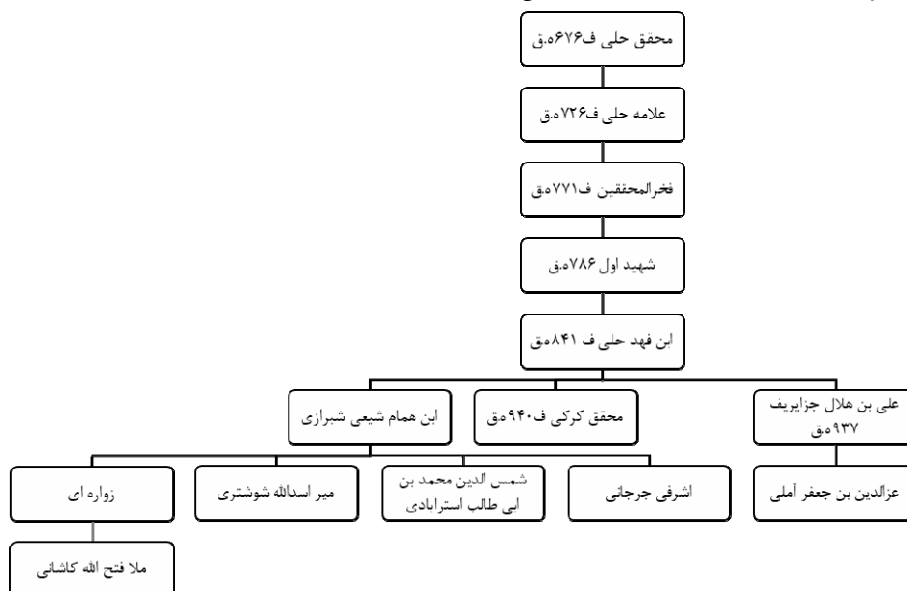 محقق حلی ف۶۷۶ه.ق
علامه حلی ف۷۲۶ه.ق
فخرالمحققین ف۷۷۱ه.ق
شهید اول ۷۸۶ه.ق
ابن فهد حلی ف ۸۴۱ه.ق
علی بن هلال جزایریف
۹۳۷ه.ق
محقق کرکی ف۹۴۰ه.ق
ابن همام شیعی شیرازی
عزالدین بن جعفر آملی
اشرفی جرجانی
شمس الدین محمد بن
ابی طالب استرابادی
میر اسدالله شوشتری
زواره ای
ملا فتح الله کاشانی